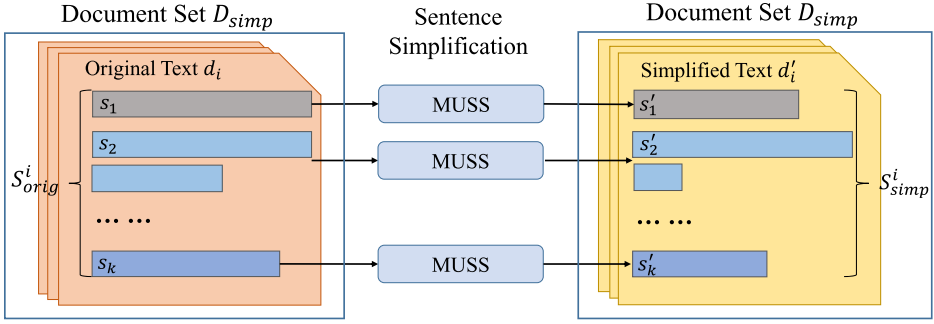 Document Set D_simp
Sentence
Simplification
Document Set D_simp
Original Text d_i
Simplified Text d'_i
s_1
MUSS
s'_1
s_2
MUSS
s'_2
S^i_orig
S^i_simp
... ...
... ...
s_k
MUSS
s'_k